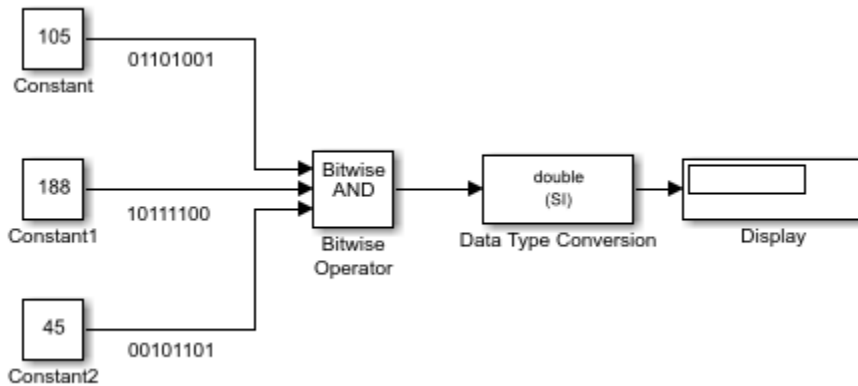 105
01101001
Constant
188
10111100
Constant1
45
00101101
Constant2
Bitwise
AND
Bitwise
Operator
double
(SI)
Data Type Conversion
Display